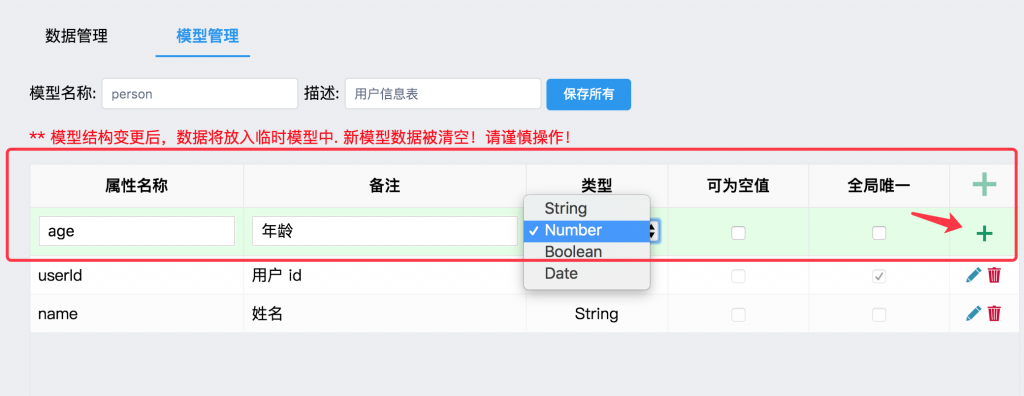 数据管理 模型管理
模型名称: person 描述: 用户信息表 保存所有
** 模型结构变更后，数据将放入临时模型中. 新模型数据被清空！请谨慎操作！
属性名称 备注 类型 可为空值 全局唯一
String
age 年龄 Number
Boolean
userId 用户 id Date
name 姓名 String